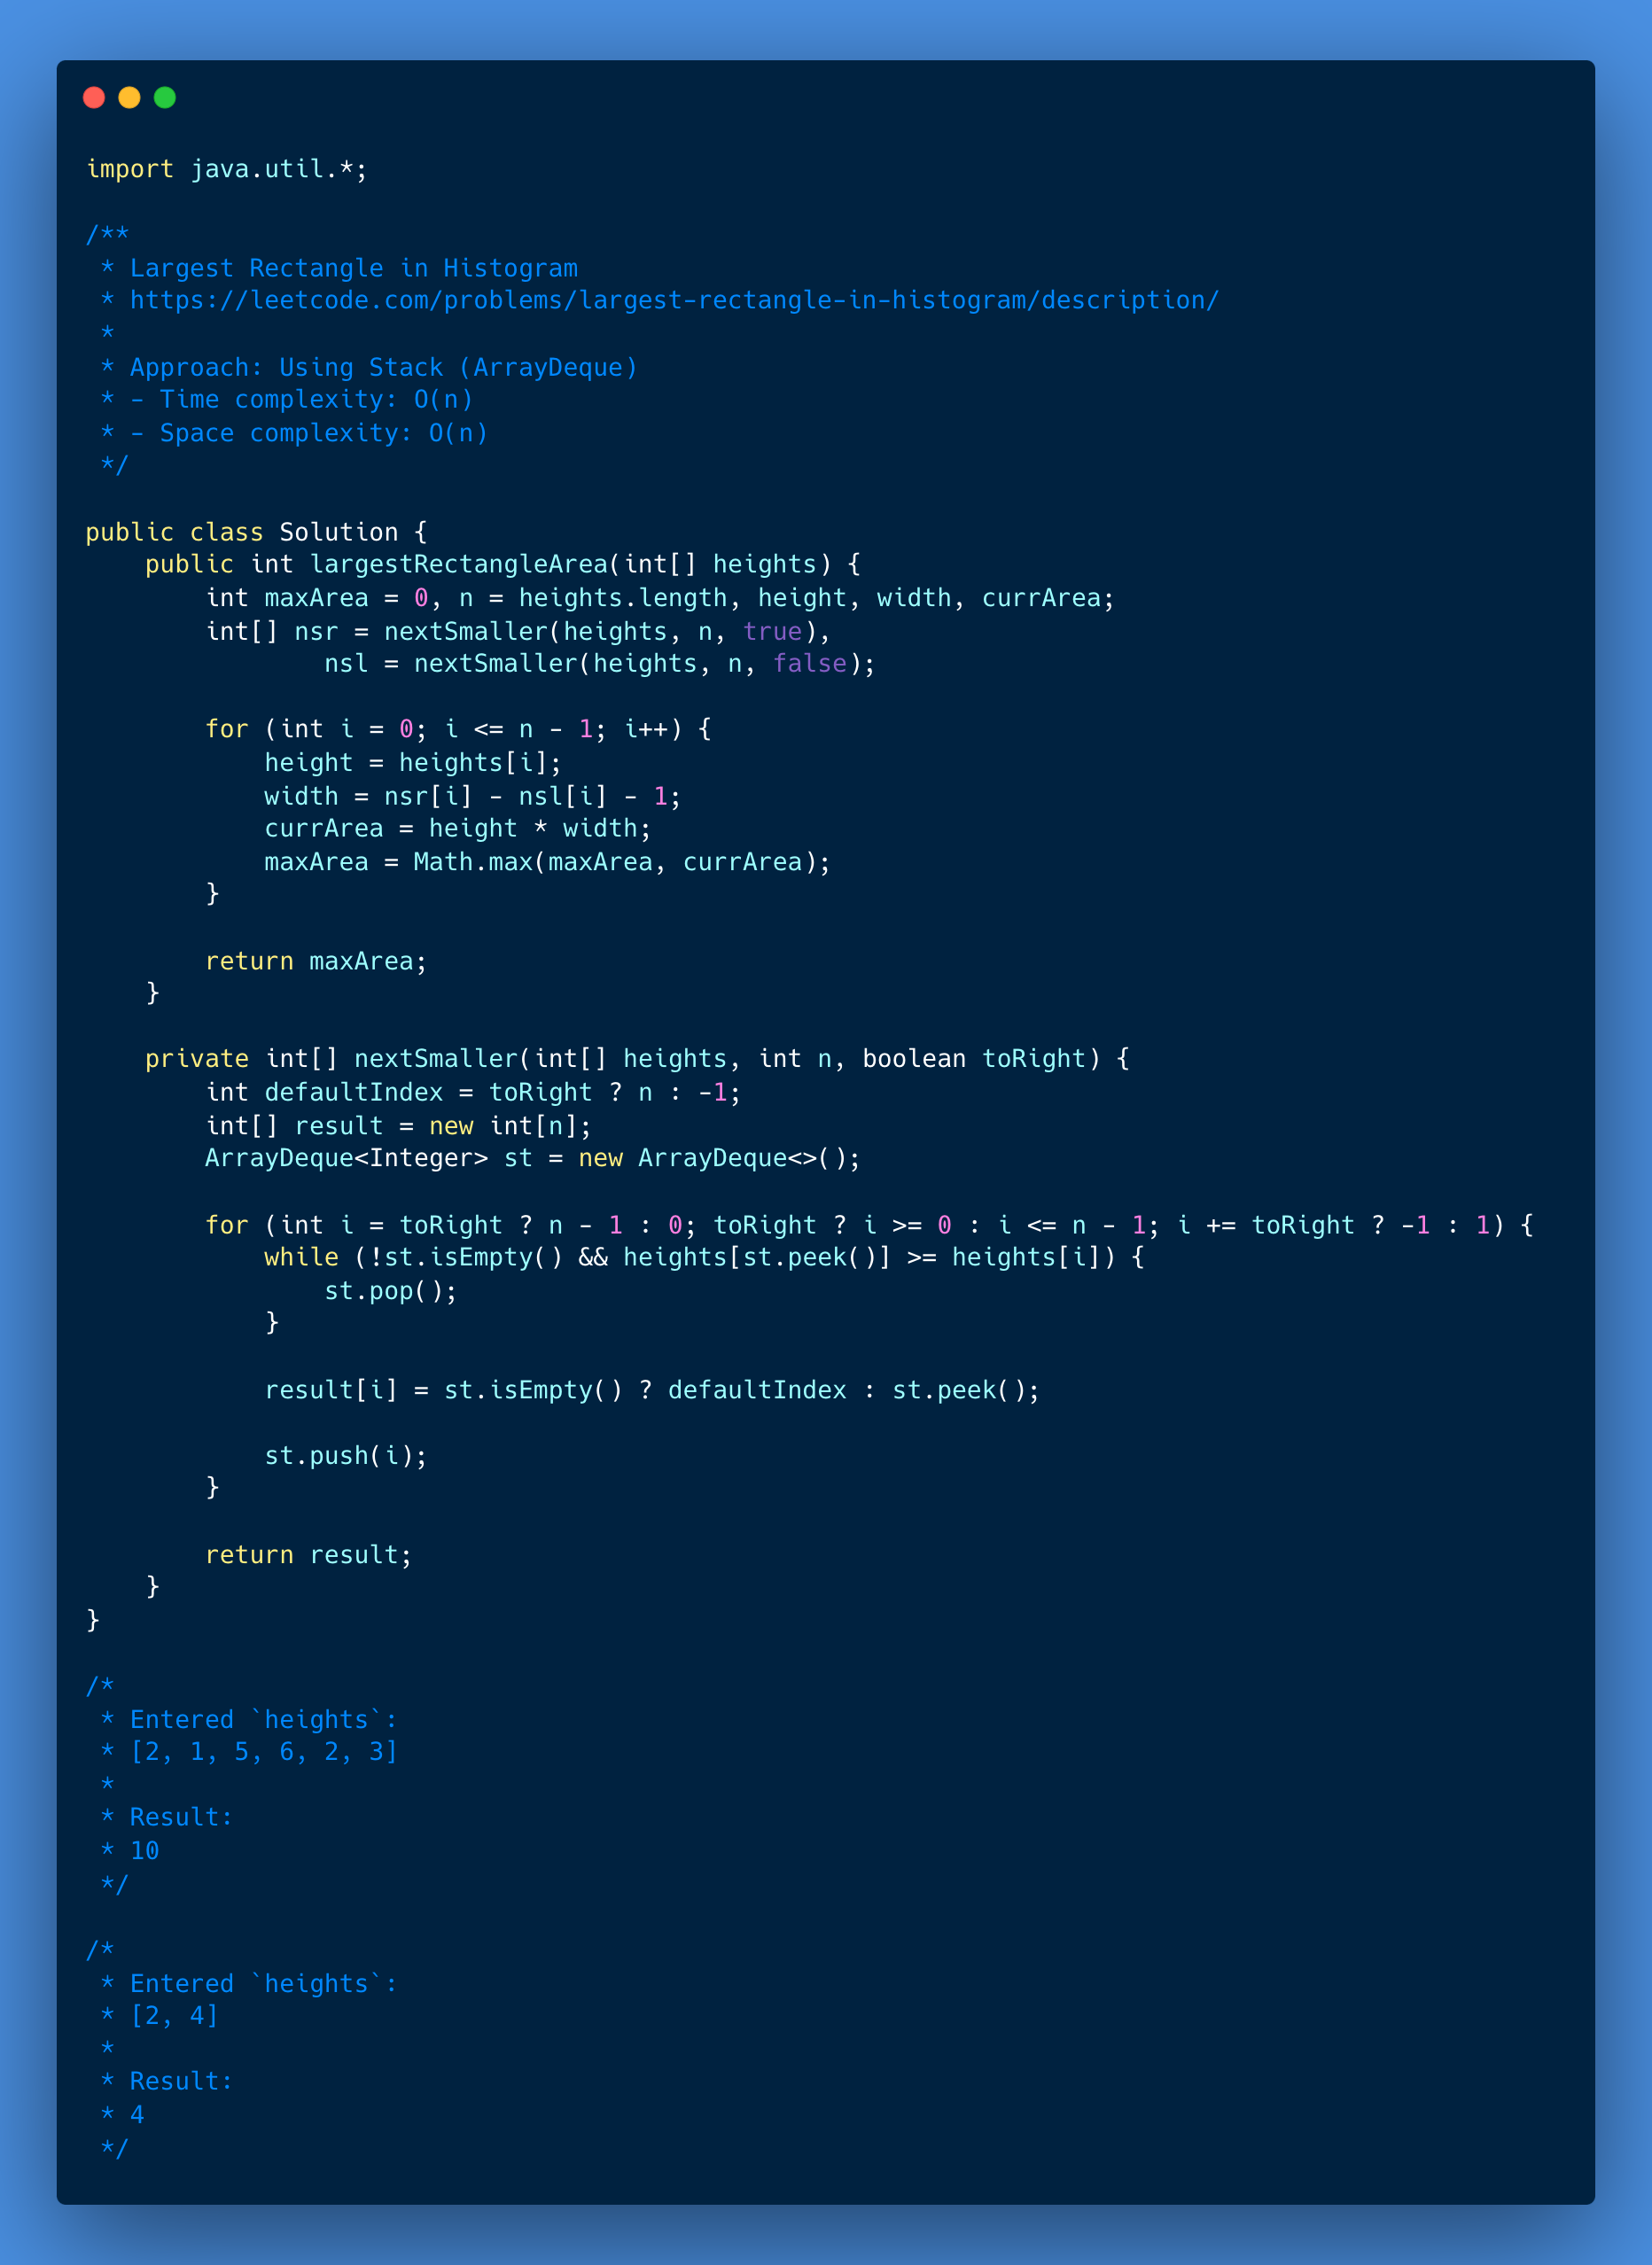 import java.util.*;

/**
 * Largest Rectangle in Histogram
 * https://leetcode.com/problems/largest-rectangle-in-histogram/description/
 *
 * Approach: Using Stack (ArrayDeque)
 * - Time complexity: O(n)
 * - Space complexity: O(n)
 */

public class Solution {
    public int largestRectangleArea(int[] heights) {
        int maxArea = 0, n = heights.length, height, width, currArea;
        int[] nsr = nextSmaller(heights, n, true),
                nsl = nextSmaller(heights, n, false);

        for (int i = 0; i <= n - 1; i++) {
            height = heights[i];
            width = nsr[i] - nsl[i] - 1;
            currArea = height * width;
            maxArea = Math.max(maxArea, currArea);
        }

        return maxArea;
    }

    private int[] nextSmaller(int[] heights, int n, boolean toRight) {
        int defaultIndex = toRight ? n : -1;
        int[] result = new int[n];
        ArrayDeque<Integer> st = new ArrayDeque<>();

        for (int i = toRight ? n - 1 : 0; toRight ? i >= 0 : i <= n - 1; i += toRight ? -1 : 1) {
            while (!st.isEmpty() && heights[st.peek()] >= heights[i]) {
                st.pop();
            }

            result[i] = st.isEmpty() ? defaultIndex : st.peek();

            st.push(i);
        }

        return result;
    }
}

/*
 * Entered `heights`:
 * [2, 1, 5, 6, 2, 3]
 *
 * Result:
 * 10
 */

/*
 * Entered `heights`:
 * [2, 4]
 *
 * Result:
 * 4
 */